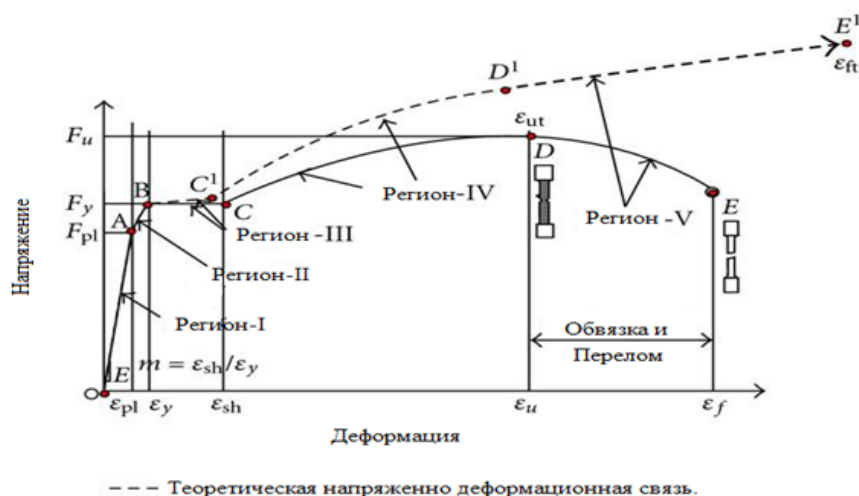 E¹
ε_ft
D¹
F_u
ε_ut
D
B
C¹
F_y
C
Регион-IV
A
F_pl
Регион -III
Регион -V
E
Напряжение
Регион-II
Регион-I
Обвязка и
Перелом
E
m = ε_sh/ε_y
O
ε_pl
ε_y
ε_sh
ε_u
ε_f
Деформация
--- Теоретическая напряженно деформационная связь.